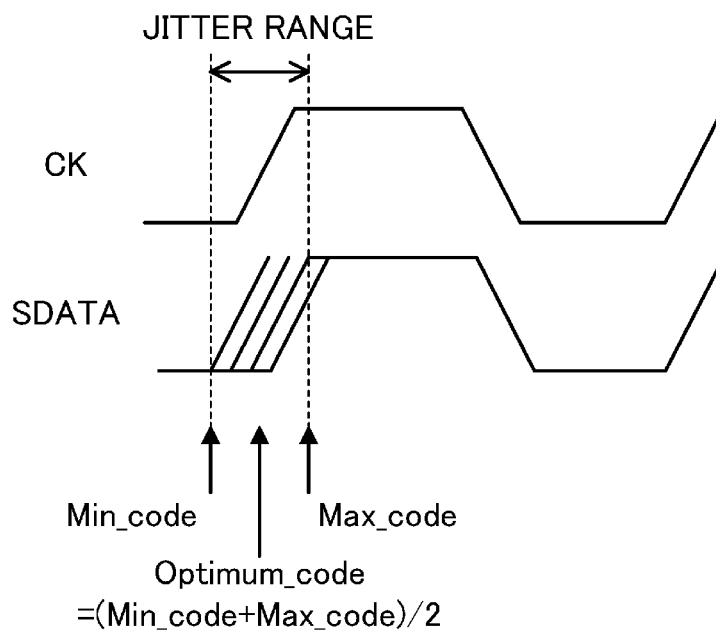 JITTER RANGE
CK
SDATA
Min_code
Max_code
Optimum_code
=(Min_code+Max_code)/2